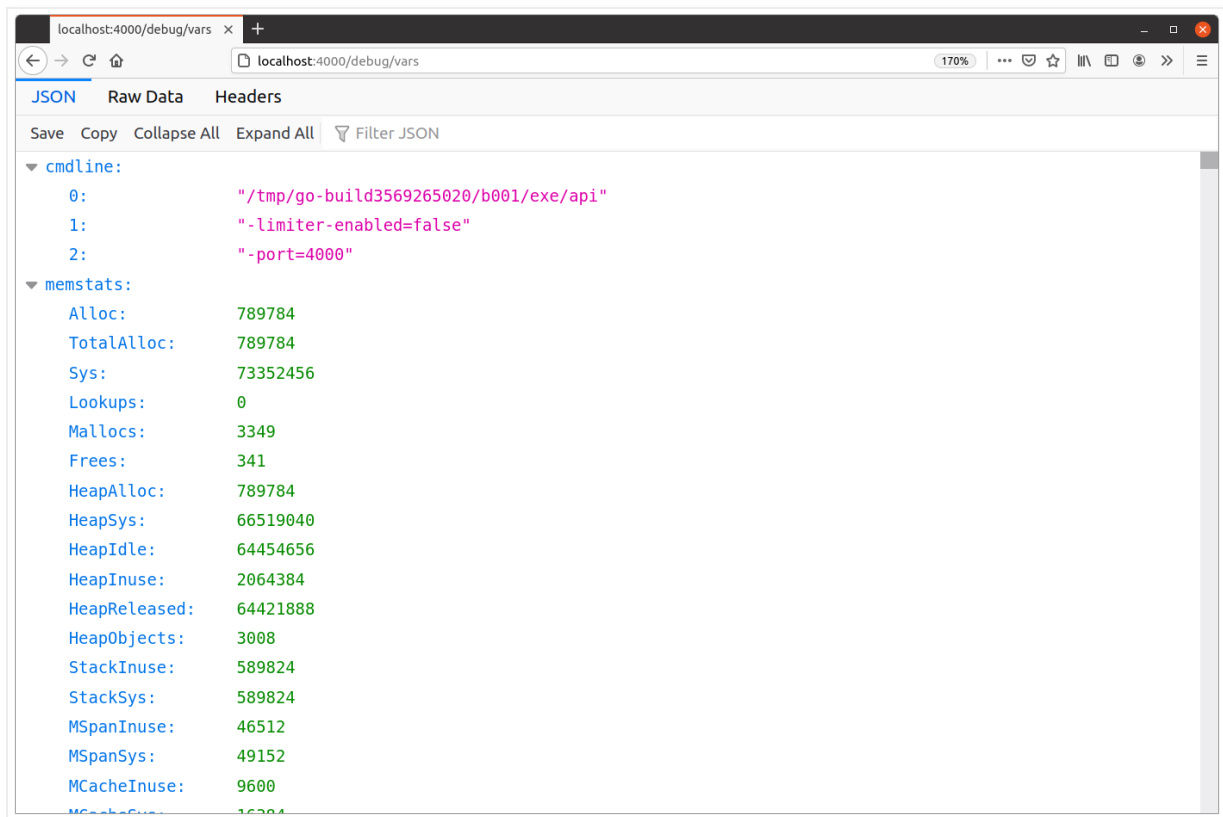 localhost:4000/debug/vars
localhost:4000/debug/vars 170%
JSON Raw Data Headers
Save Copy Collapse All Expand All Filter JSON
cmdline:
0: "/tmp/go-build3569265020/b001/exe/api"
1: "-limiter-enabled=false"
2: "-port=4000"
memstats:
Alloc: 789784
TotalAlloc: 789784
Sys: 73352456
Lookups: 0
Mallocs: 3349
Frees: 341
HeapAlloc: 789784
HeapSys: 66519040
HeapIdle: 64454656
HeapInuse: 2064384
HeapReleased: 64421888
HeapObjects: 3008
StackInuse: 589824
StackSys: 589824
MSpanInuse: 46512
MSpanSys: 49152
MCacheInuse: 9600
MCacheSys: 16384